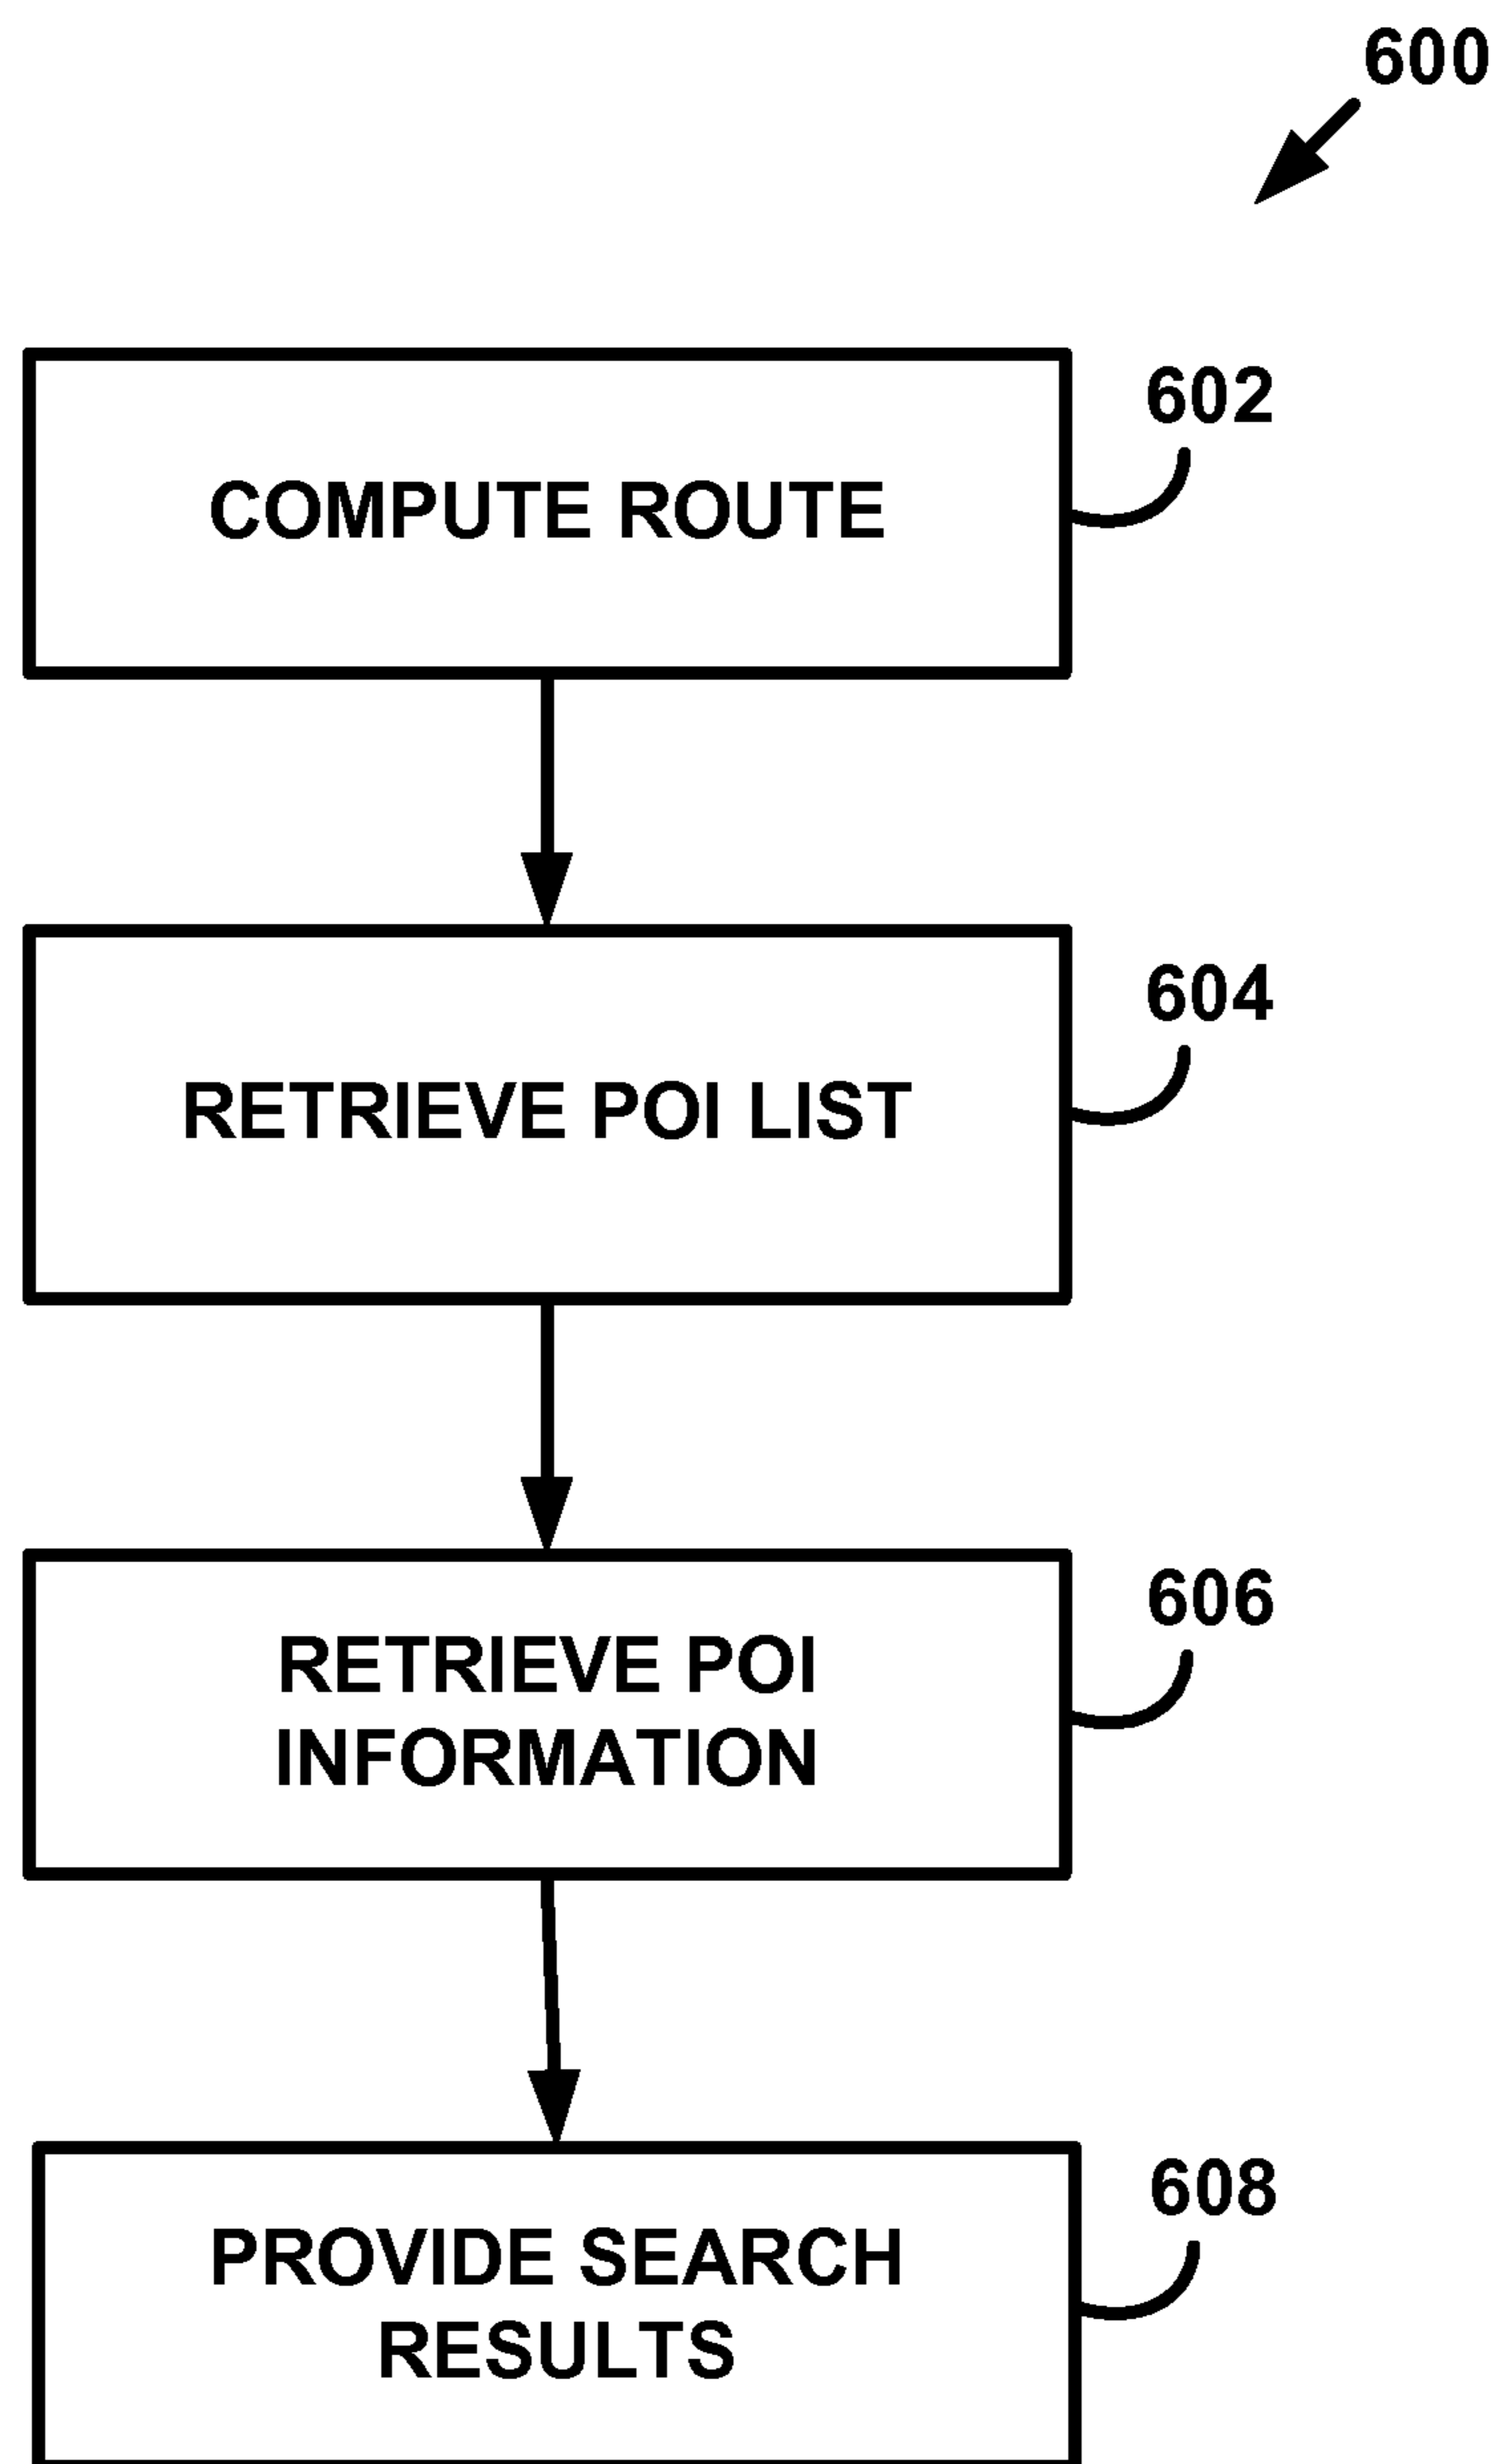 600
602
COMPUTE ROUTE
604
RETRIEVE POI LIST
606
RETRIEVE POI
INFORMATION
608
PROVIDE SEARCH
RESULTS